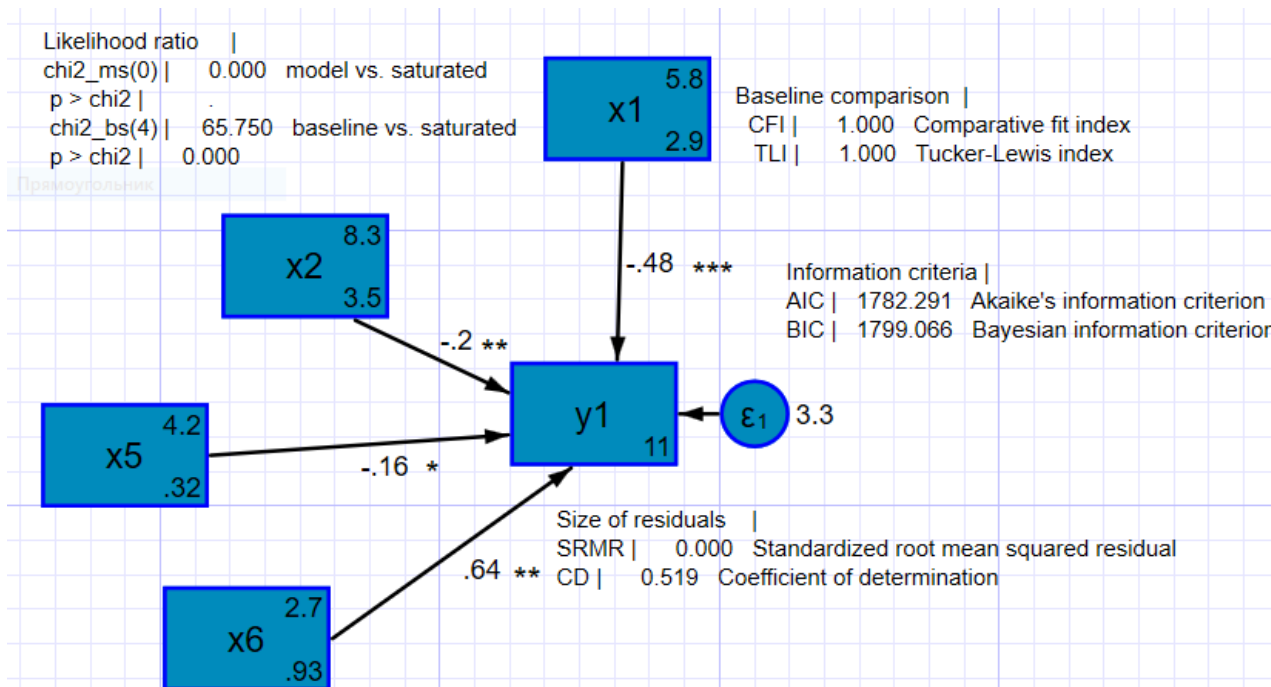 Likelihood ratio |
chi2_ms(0) | 0.000 model vs. saturated
p > chi2 | .
chi2_bs(4) | 65.750 baseline vs. saturated
p > chi2 | 0.000
Прямоугольник
5.8
x1
2.9
Baseline comparison |
CFI | 1.000 Comparative fit index
TLI | 1.000 Tucker-Lewis index
8.3
x2
3.5
-.48 ***
Information criteria |
AIC | 1782.291 Akaike's information criterion
BIC | 1799.066 Bayesian information criterion
-.2 **
y1
11
ε1 3.3
4.2
x5
.32
-.16 *
Size of residuals |
SRMR | 0.000 Standardized root mean squared residual
CD | 0.519 Coefficient of determination
.64 **
2.7
x6
.93